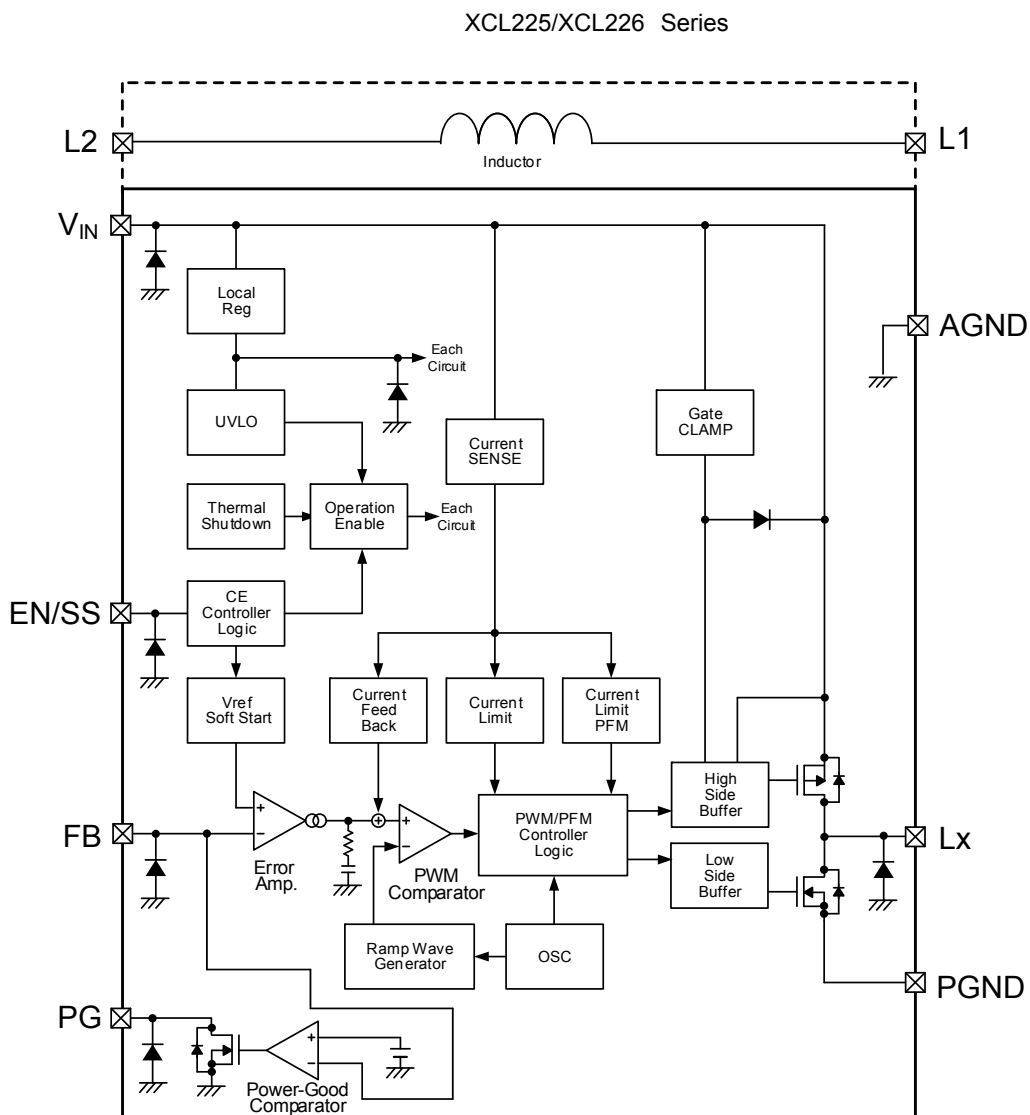 XCL225/XCL226 Series
L2
L1
Inductor
VIN
Local
Reg
AGND
Each
Circuit
UVLO
Gate
CLAMP
Current
SENSE
Thermal
Shutdown
Operation
Enable
Each
Circuit
EN/SS
CE
Controller
Logic
Vref
Soft Start
Current
Feed
Back
Current
Limit
Current
Limit
PFM
High
Side
Buffer
+
+
+
PWM/PFM
Controller
Logic
FB
−
−
Lx
Error
Amp.
PWM
Comparator
Low
Side
Buffer
Ramp Wave
Generator
OSC
PGND
PG
+
−
Power-Good
Comparator